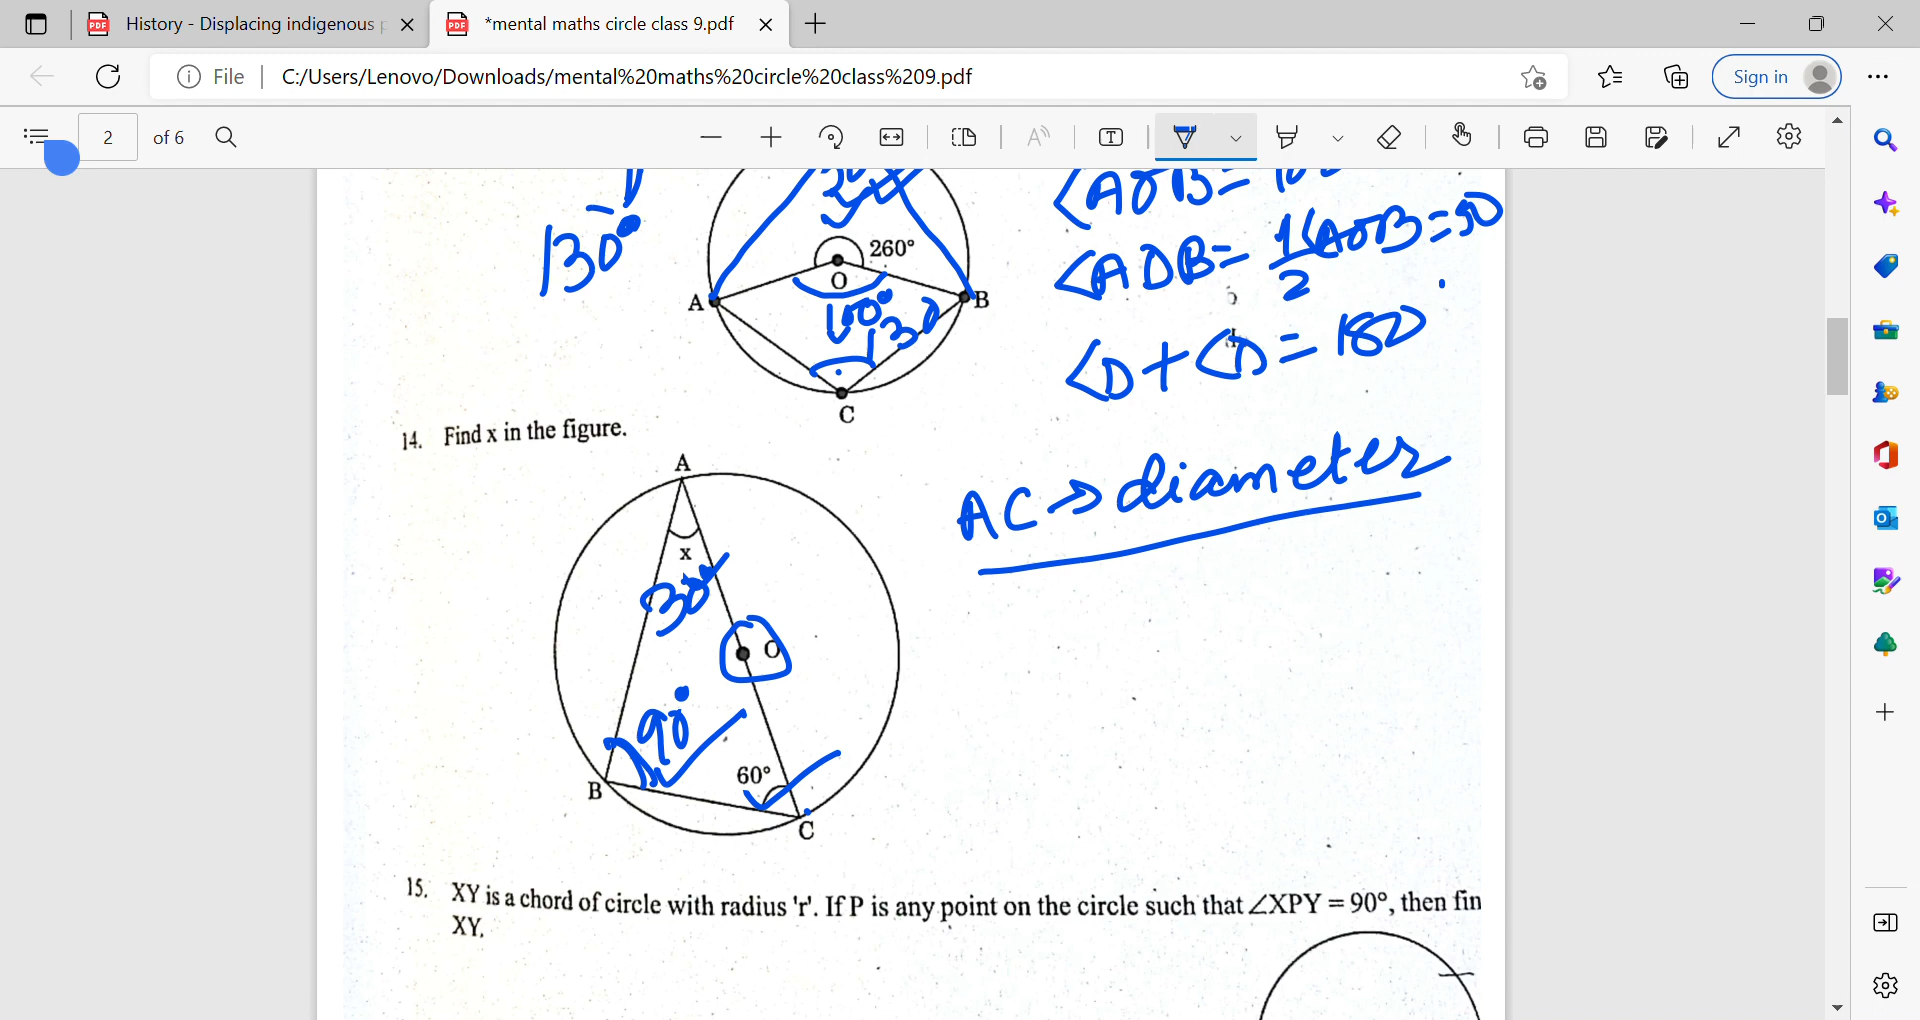 History - Displacing indigenous p
*mental maths circle class 9.pdf
File
C:/Users/Lenovo/Downloads/mental%20maths%20circle%20class%209.pdf
Sign in
2 of 6
130°
260°
O
A
B
100°
130
C
∠ADB = 1/2 ∠AOB = 50
∠D + ∠D = 180
14. Find x in the figure.
AC → diameter
A
x
30°
O
90°
60°
B
C
15. XY is a chord of circle with radius 'r'. If P is any point on the circle such that ∠XPY = 90°, then fin
XY.